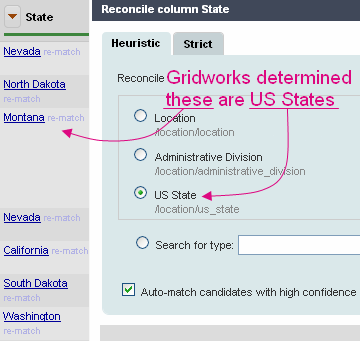 State
Nevada re-match
North Dakota
re-match
Montana re-match
Nevada re-match
California
re-match
South Dakota
re-match
Washington
re-match
Reconcile column State
Heuristic Strict
Reconcile
Gridworks determined
these are US States
Location
/location/location
Administrative Division
/location/administrative_division
US State
/location/us_state
Search for type:
Auto-match candidates with high confidence